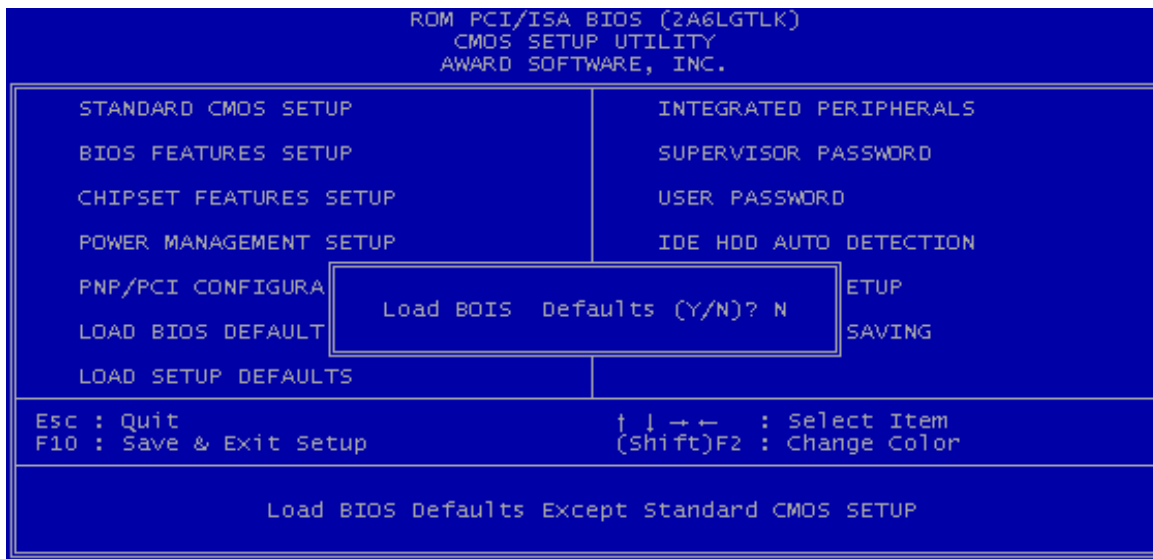 ROM PCI/ISA BIOS (2A6LGTLK)
CMOS SETUP UTILITY
AWARD SOFTWARE, INC.
STANDARD CMOS SETUP
BIOS FEATURES SETUP
CHIPSET FEATURES SETUP
POWER MANAGEMENT SETUP
PNP/PCI CONFIGURA
LOAD BIOS DEFAULT
LOAD SETUP DEFAULTS
INTEGRATED PERIPHERALS
SUPERVISOR PASSWORD
USER PASSWORD
IDE HDD AUTO DETECTION
ETUP
SAVING
Load BOIS Defaults (Y/N)? N
Esc : Quit
F10 : Save & Exit Setup
↑ ↓ → ← : Select Item
(Shift)F2 : Change Color
Load BIOS Defaults Except Standard CMOS SETUP